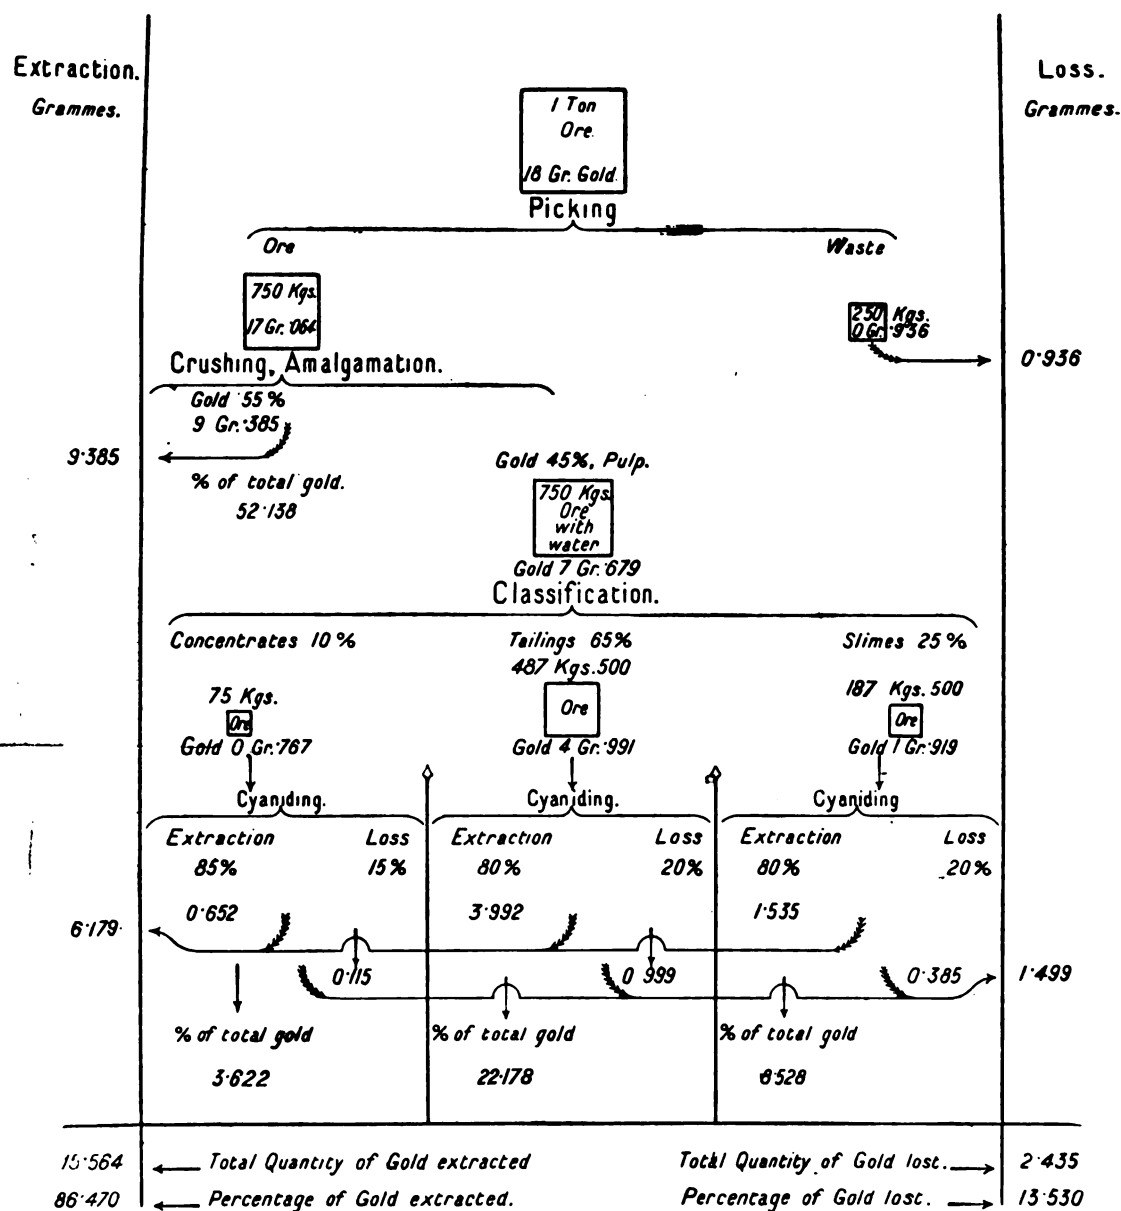 Extraction.
Grammes.
Loss.
Grammes.
1 Ton
Ore.
18 Gr. Gold.
Picking
Ore
Waste
750 Kgs.
17 Gr. 064
250 Kgs.
0 Gr. 936
0·936
Crushing, Amalgamation.
Gold 55%
9 Gr. 385
9·385
% of total gold.
52·138
Gold 45%, Pulp.
750 Kgs.
Ore
with
water
Gold 7 Gr. 679
Classification.
Concentrates 10%
75 Kgs.
Ore
Gold 0 Gr. 767
Tailings 65%
487 Kgs. 500
Ore
Gold 4 Gr. 991
Slimes 25%
187 Kgs. 500
Ore
Gold 1 Gr. 919
Cyaniding.
Extraction Loss
85% 15%
0·652
Cyaniding.
Extraction Loss
80% 20%
3·992
Cyaniding
Extraction Loss
80% 20%
1·535
6·179
0·115
0 999
0·385
1·499
% of total gold
3·622
% of total gold
22·178
% of total gold
8·528
15·564 Total Quantity of Gold extracted
Total Quantity of Gold lost. 2·435
86·470 Percentage of Gold extracted.
Percentage of Gold lost. 13·530